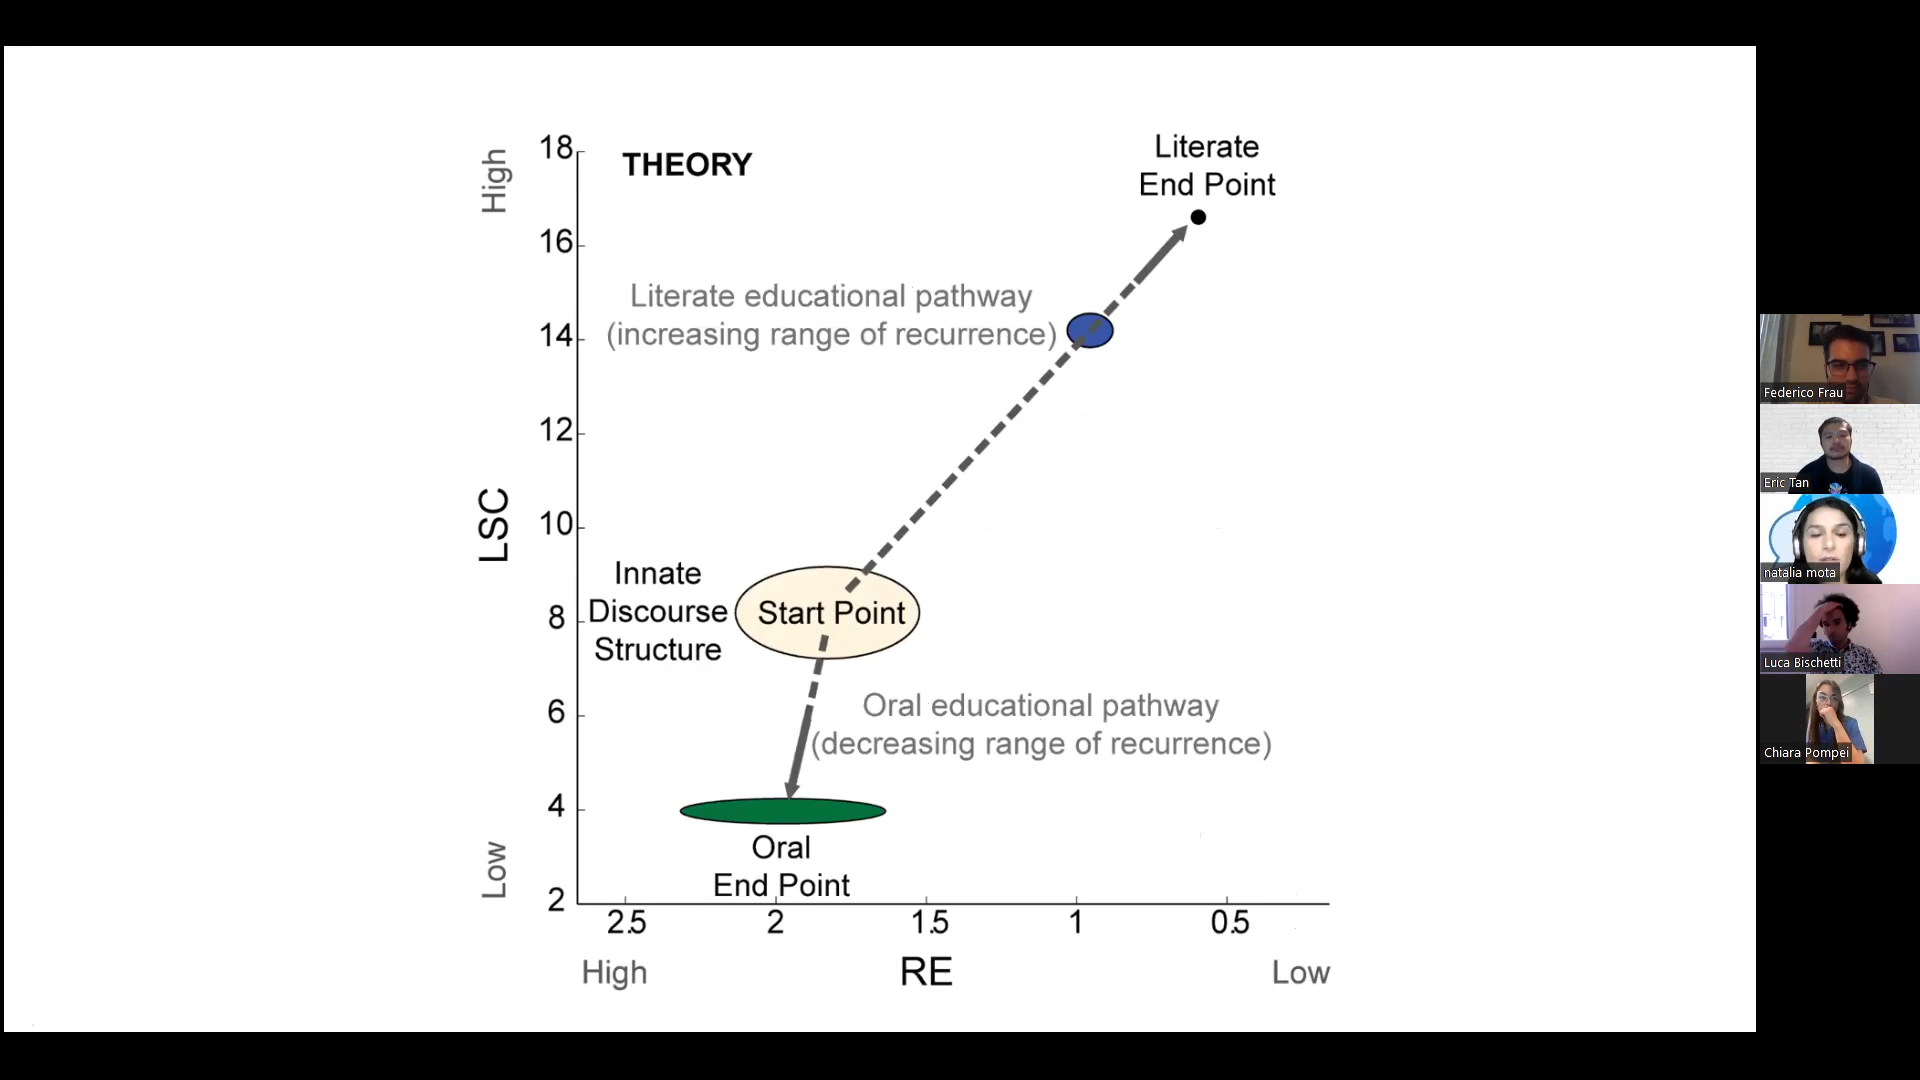 THEORY
High
18
16
14
12
10
8
6
4
2
Low
LSC
Literate
End Point
Literate educational pathway
(increasing range of recurrence)
Innate
Discourse
Structure
Start Point
Oral educational pathway
(decreasing range of recurrence)
Oral
End Point
2.5
2
1.5
1
0.5
High
RE
Low
Federico Frau
Eric Tan
natalia mota
Luca Bischetti
Chiara Pompei